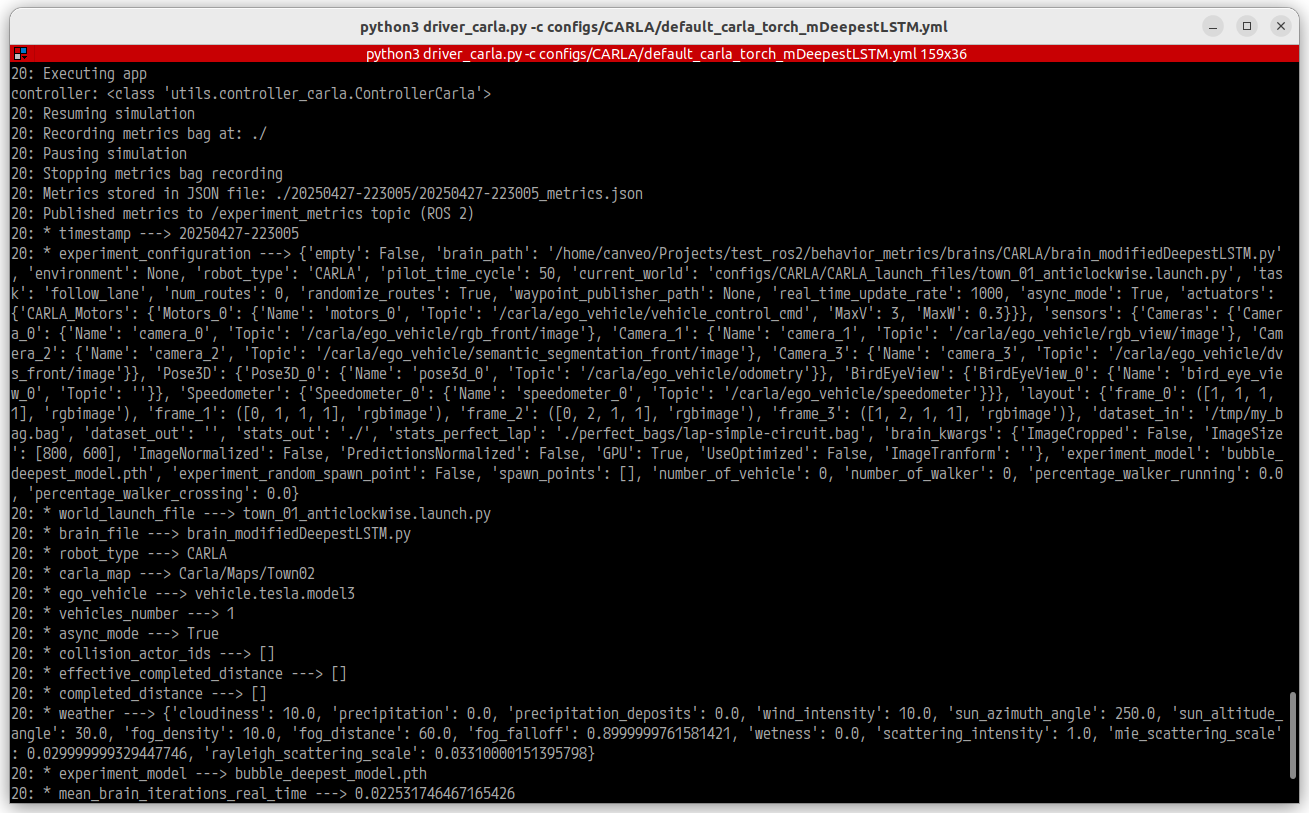 python3 driver_carla.py -c configs/CARLA/default_carla_torch_mDeepestLSTM.yml
python3 driver_carla.py -c configs/CARLA/default_carla_torch_mDeepestLSTM.yml 159x36
20: Executing app
controller: <class 'utils.controller_carla.ControllerCarla'>
20: Resuming simulation
20: Recording metrics bag at: ./
20: Pausing simulation
20: Stopping metrics bag recording
20: Metrics stored in JSON file: ./20250427-223005/20250427-223005_metrics.json
20: Published metrics to /experiment_metrics topic (ROS 2)
20: * timestamp ---> 20250427-223005
20: * experiment_configuration ---> {'empty': False, 'brain_path': '/home/canveo/Projects/test_ros2/behavior_metrics/brains/CARLA/brain_modifiedDeepestLSTM.py'
, 'environment': None, 'robot_type': 'CARLA', 'pilot_time_cycle': 50, 'current_world': 'configs/CARLA/CARLA_launch_files/town_01_anticlockwise.launch.py', 'tas
k': 'follow_lane', 'num_routes': 0, 'randomize_routes': True, 'waypoint_publisher_path': None, 'real_time_update_rate': 1000, 'async_mode': True, 'actuators':
{'CARLA_Motors': {'Motors_0': {'Name': 'motors_0', 'Topic': '/carla/ego_vehicle/vehicle_control_cmd', 'MaxV': 3, 'MaxW': 0.3}}}, 'sensors': {'Cameras': {'Camer
a_0': {'Name': 'camera_0', 'Topic': '/carla/ego_vehicle/rgb_front/image'}, 'Camera_1': {'Name': 'camera_1', 'Topic': '/carla/ego_vehicle/rgb_view/image'}, 'Cam
era_2': {'Name': 'camera_2', 'Topic': '/carla/ego_vehicle/semantic_segmentation_front/image'}, 'Camera_3': {'Name': 'camera_3', 'Topic': '/carla/ego_vehicle/dv
s_front/image'}}, 'Pose3D': {'Pose3D_0': {'Name': 'pose3d_0', 'Topic': '/carla/ego_vehicle/odometry'}}, 'BirdEyeView': {'BirdEyeView_0': {'Name': 'bird_eye_vie
w_0', 'Topic': ''}}, 'Speedometer': {'Speedometer_0': {'Name': 'speedometer_0', 'Topic': '/carla/ego_vehicle/speedometer'}}}, 'layout': {'frame_0': ([1, 1, 1,
1], 'rgbimage'), 'frame_1': ([0, 1, 1, 1], 'rgbimage'), 'frame_2': ([0, 2, 1, 1], 'rgbimage'), 'frame_3': ([1, 2, 1, 1], 'rgbimage')}, 'dataset_in': '/tmp/my_b
ag.bag', 'dataset_out': '', 'stats_out': './', 'stats_perfect_lap': './perfect_bags/lap-simple-circuit.bag', 'brain_kwargs': {'ImageCropped': False, 'ImageSize
': [800, 600], 'ImageNormalized': False, 'PredictionsNormalized': False, 'GPU': True, 'UseOptimized': False, 'ImageTranform': ''}, 'experiment_model': 'bubble_
deepest_model.pth', 'experiment_random_spawn_point': False, 'spawn_points': [], 'number_of_vehicle': 0, 'number_of_walker': 0, 'percentage_walker_running': 0.0
, 'percentage_walker_crossing': 0.0}
20: * world_launch_file ---> town_01_anticlockwise.launch.py
20: * brain_file ---> brain_modifiedDeepestLSTM.py
20: * robot_type ---> CARLA
20: * carla_map ---> Carla/Maps/Town02
20: * ego_vehicle ---> vehicle.tesla.model3
20: * vehicles_number ---> 1
20: * async_mode ---> True
20: * collision_actor_ids ---> []
20: * effective_completed_distance ---> []
20: * completed_distance ---> []
20: * weather ---> {'cloudiness': 10.0, 'precipitation': 0.0, 'precipitation_deposits': 0.0, 'wind_intensity': 10.0, 'sun_azimuth_angle': 250.0, 'sun_altitude_
angle': 30.0, 'fog_density': 10.0, 'fog_distance': 60.0, 'fog_falloff': 0.8999999761581421, 'wetness': 0.0, 'scattering_intensity': 1.0, 'mie_scattering_scale'
: 0.029999999329447746, 'rayleigh_scattering_scale': 0.03310000151395798}
20: * experiment_model ---> bubble_deepest_model.pth
20: * mean_brain_iterations_real_time ---> 0.022531746467165426